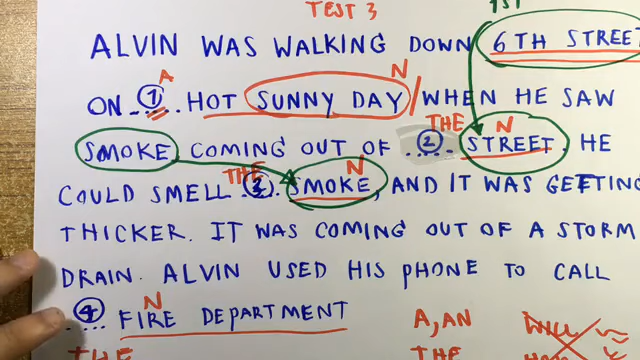 TEST 3
1ST
ALVIN WAS WALKING DOWN 6TH STREET
A N
ON ..①.. HOT SUNNY DAY / WHEN HE SAW
THE N
SMOKE COMING OUT OF ..②.. STREET. HE
THE N
COULD SMELL ..③.. SMOKE, AND IT WAS GETTING
THICKER. IT WAS COMING OUT OF A STORM
DRAIN. ALVIN USED HIS PHONE TO CALL
N
..④.. FIRE DEPARTMENT
A, AN
THE THE